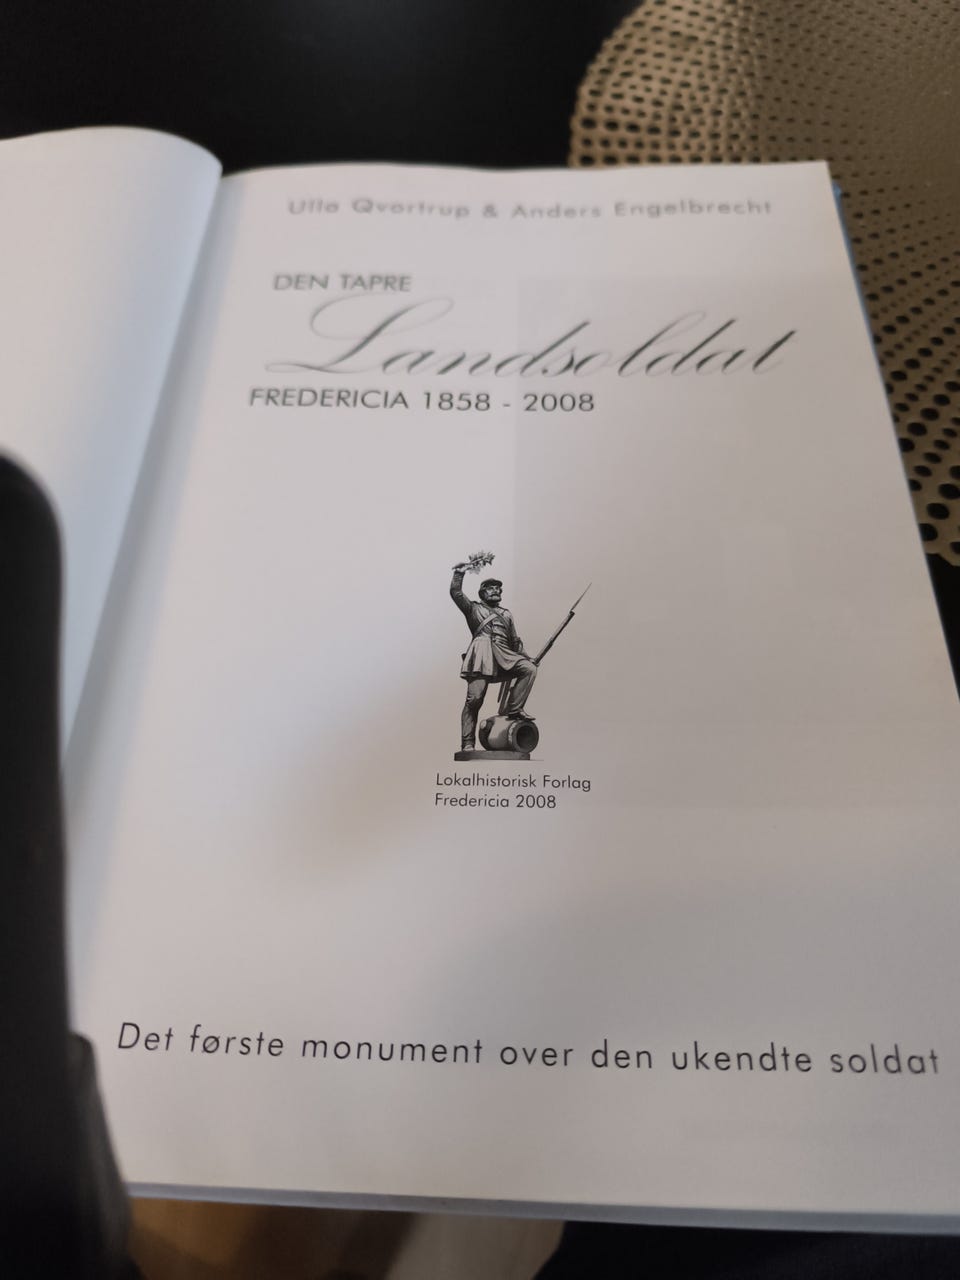 Ulla Qvortrup & Anders Engelbrecht
DEN TAPRE
Landsoldat
FREDERICIA 1858 - 2008
Lokalhistorisk Forlag
Fredericia 2008
Det første monument over den ukendte soldat